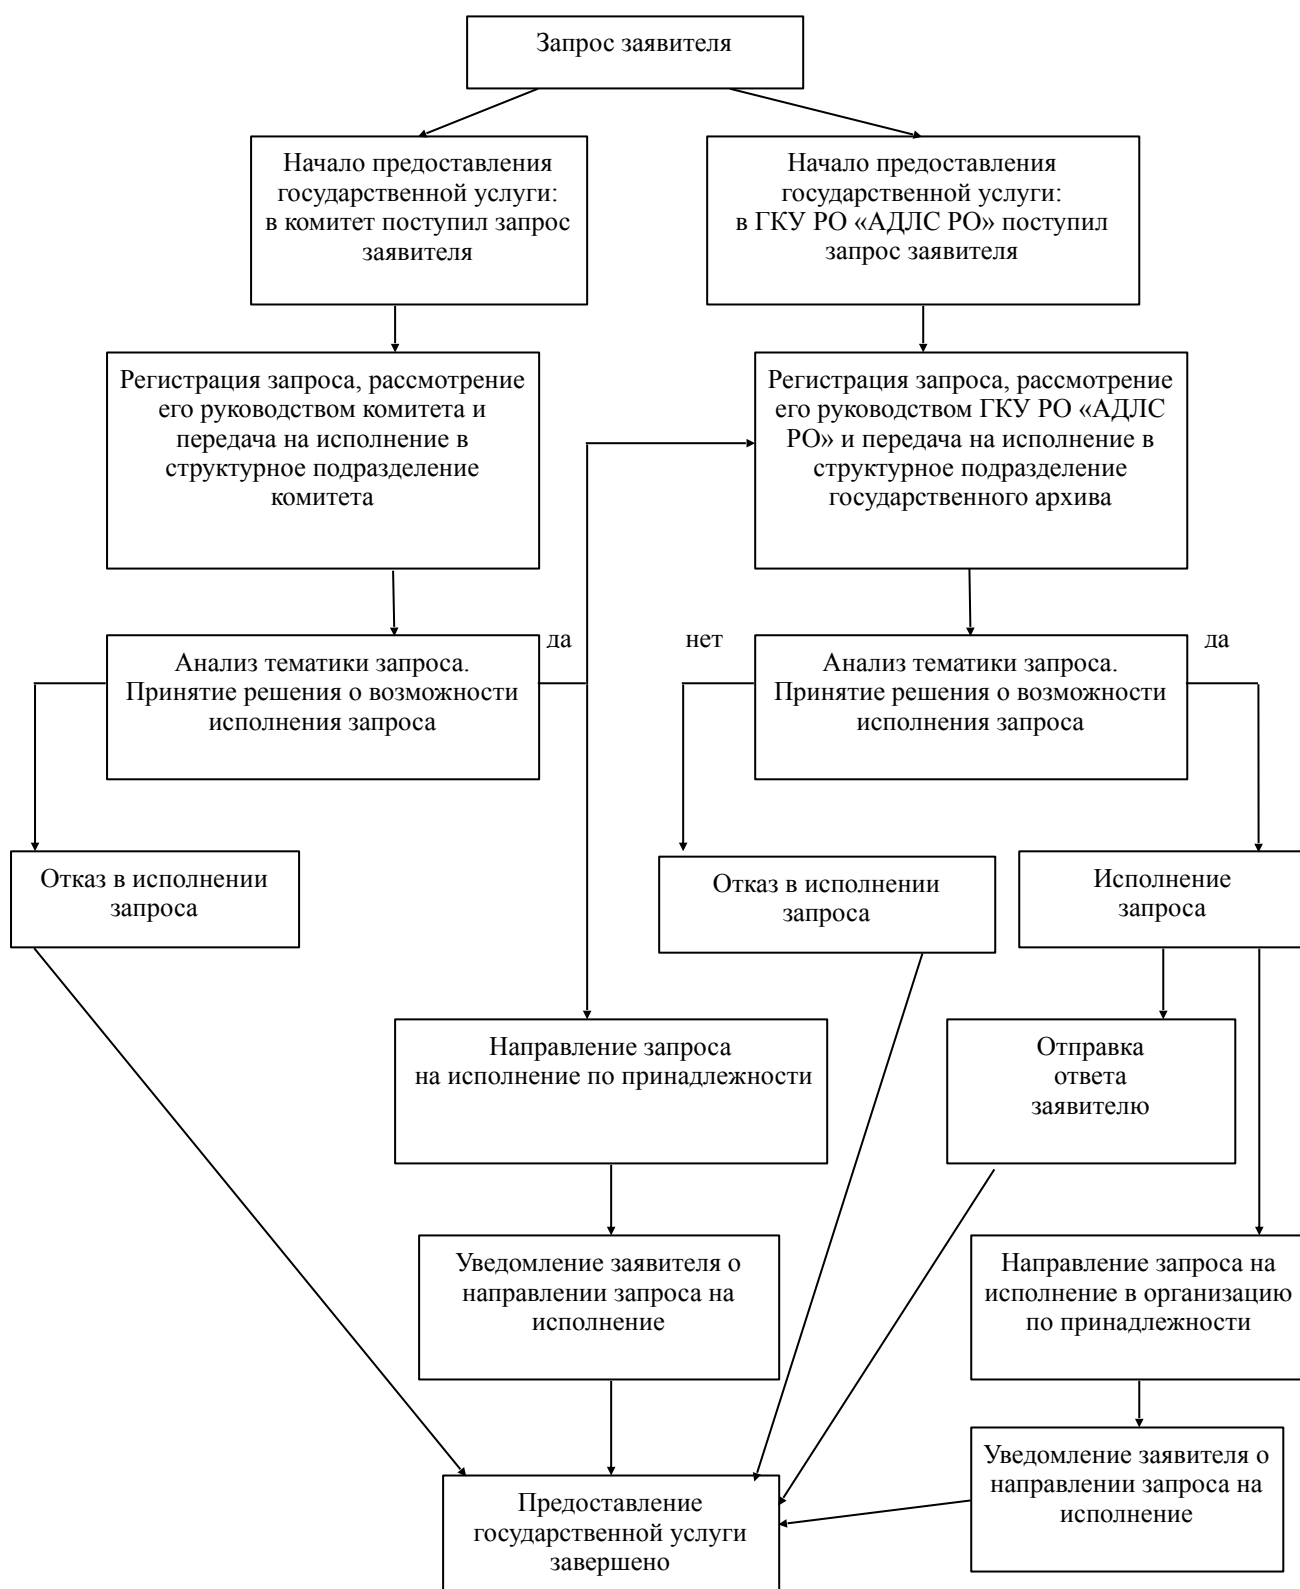 Запрос заявителя
Начало предоставления
государственной услуги:
в комитет поступил запрос
заявителя
Начало предоставления
государственной услуги:
в ГКУ РО «АДЛС РО» поступил
запрос заявителя
Регистрация запроса, рассмотрение
его руководством комитета и
передача на исполнение в
структурное подразделение
комитета
Регистрация запроса, рассмотрение
его руководством ГКУ РО «АДЛС
РО» и передача на исполнение в
структурное подразделение
государственного архива
да
нет
да
Анализ тематики запроса.
Принятие решения о возможности
исполнения запроса
Анализ тематики запроса.
Принятие решения о возможности
исполнения запроса
Отказ в исполнении
запроса
Отказ в исполнении
запроса
Исполнение
запроса
Направление запроса
на исполнение по принадлежности
Отправка
ответа
заявителю
Уведомление заявителя о
направлении запроса на
исполнение
Направление запроса на
исполнение в организацию
по принадлежности
Уведомление заявителя о
направлении запроса на
исполнение
Предоставление
государственной услуги
завершено